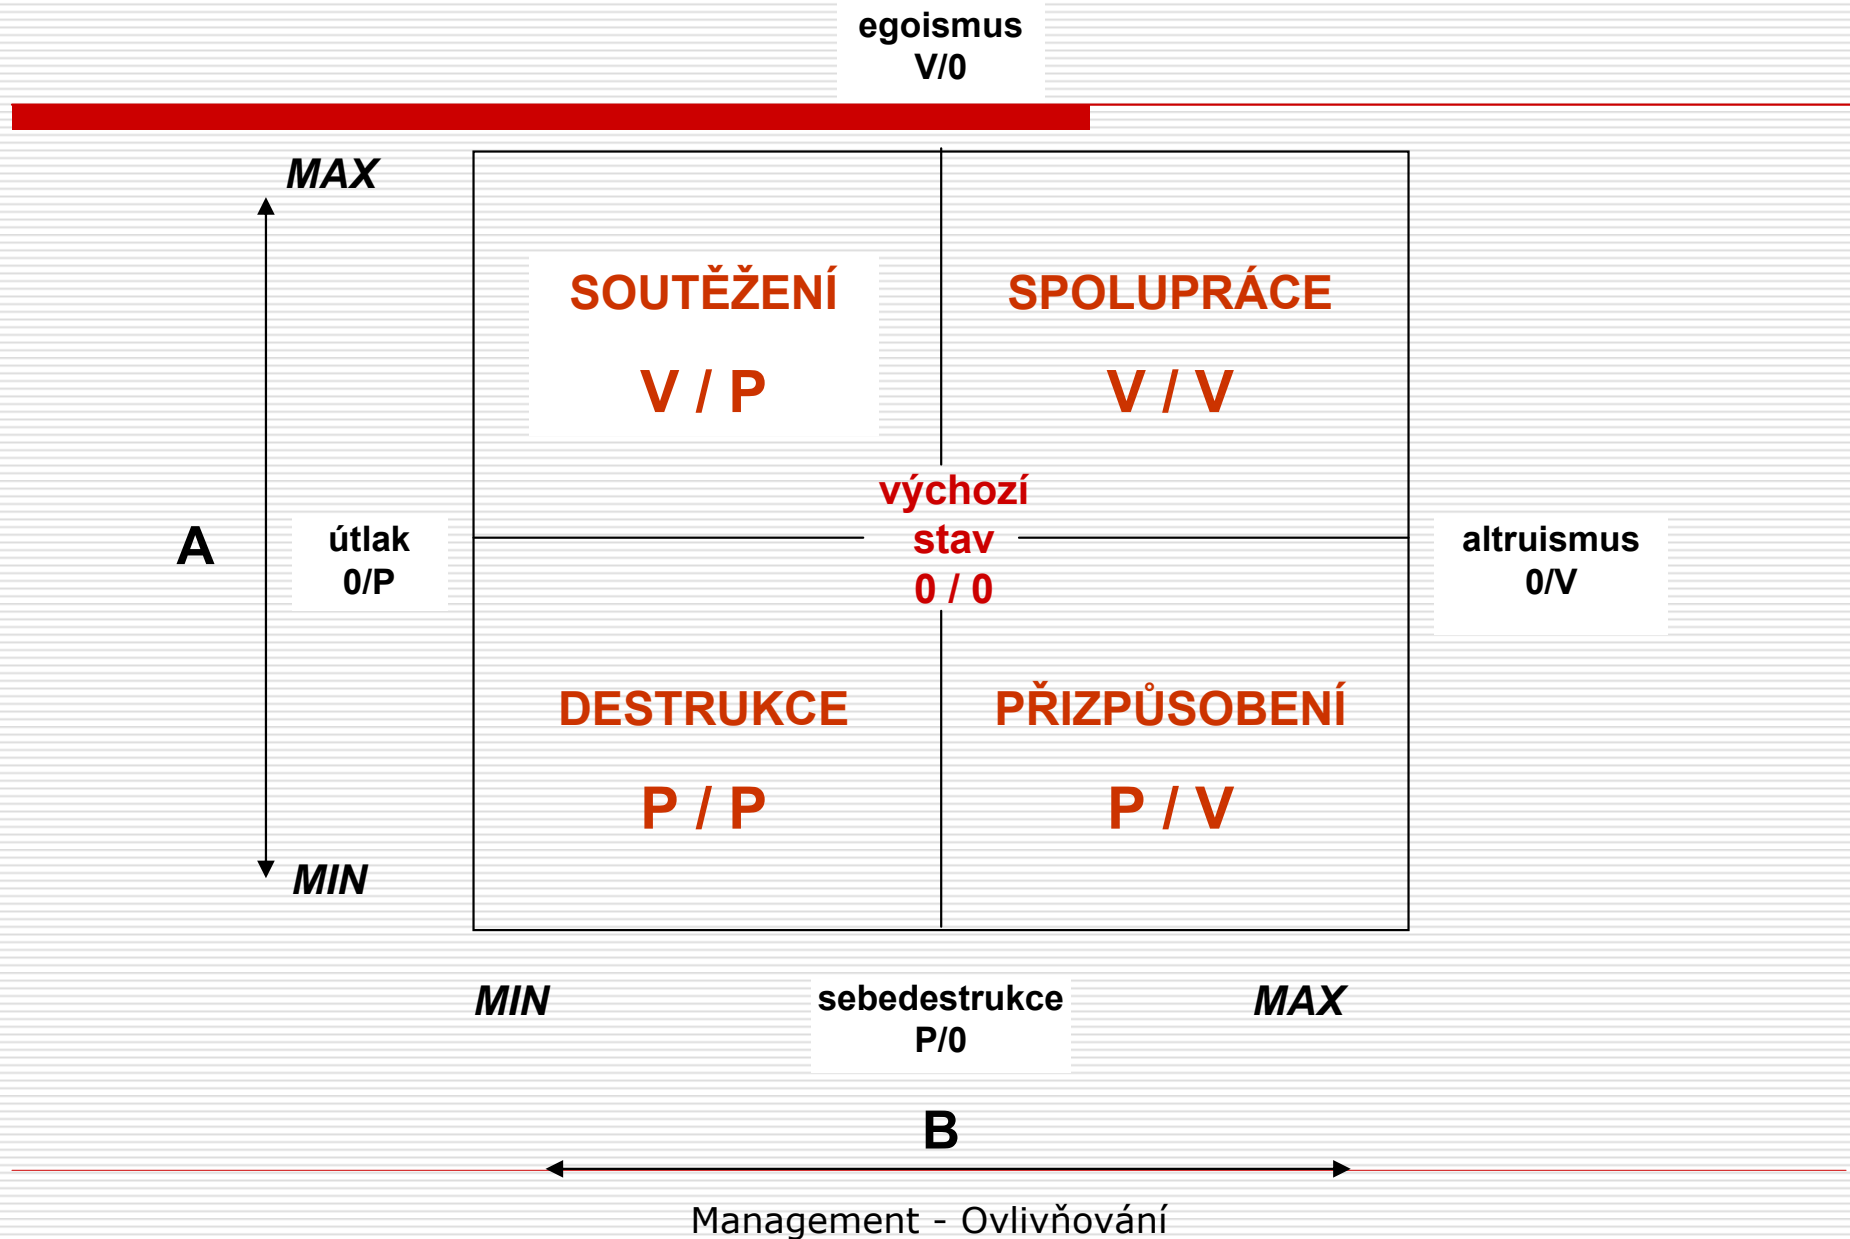 egoismus
V/0
MAX
SOUTĚŽENÍ
SPOLUPRÁCE
V / P
V / V
výchozí
stav
0 / 0
A
útlak
0/P
altruismus
0/V
DESTRUKCE
PŘIZPŮSOBENÍ
P / P
P / V
MIN
MIN
sebedestrukce
P/0
MAX
B
Management - Ovlivňování